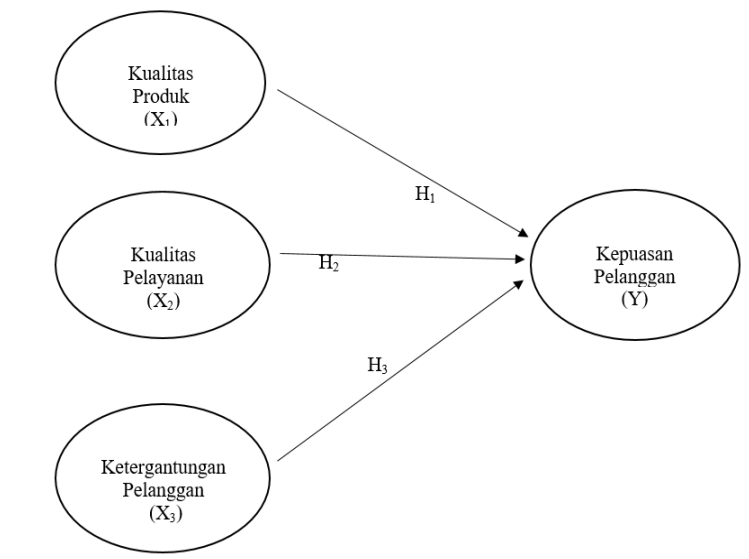 Kualitas
Produk
(X₁)
H₁
Kualitas
Pelayanan
(X₂)
H₂
Kepuasan
Pelanggan
(Y)
H₃
Ketergantungan
Pelanggan
(X₃)